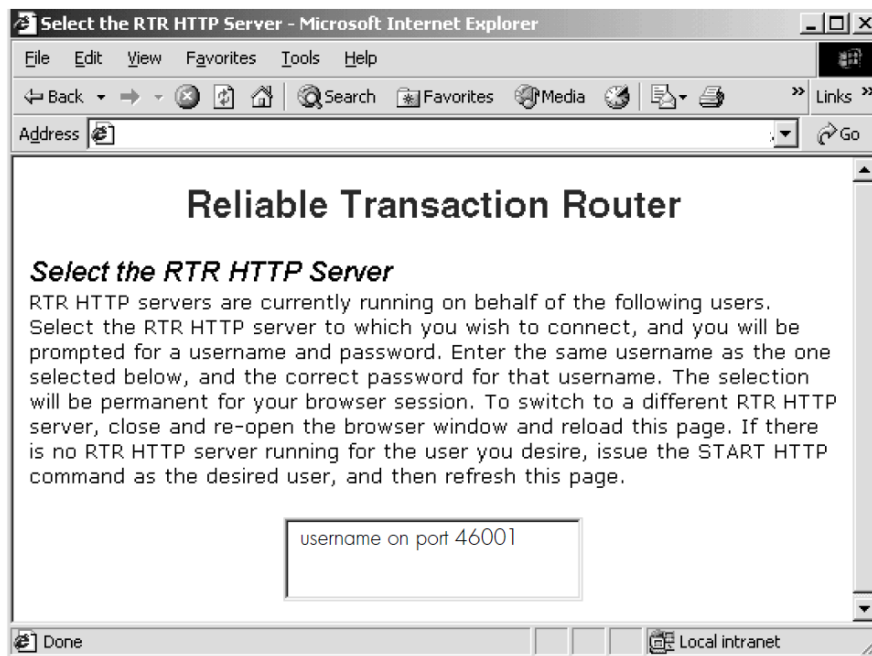 Select the RTR HTTP Server - Microsoft Internet Explorer
File Edit View Favorites Tools Help
Back Search Favorites Media » Links »
Address Go
Reliable Transaction Router
Select the RTR HTTP Server
RTR HTTP servers are currently running on behalf of the following users.
Select the RTR HTTP server to which you wish to connect, and you will be
prompted for a username and password. Enter the same username as the one
selected below, and the correct password for that username. The selection
will be permanent for your browser session. To switch to a different RTR HTTP
server, close and re-open the browser window and reload this page. If there
is no RTR HTTP server running for the user you desire, issue the START HTTP
command as the desired user, and then refresh this page.
username on port 46001
Done Local intranet